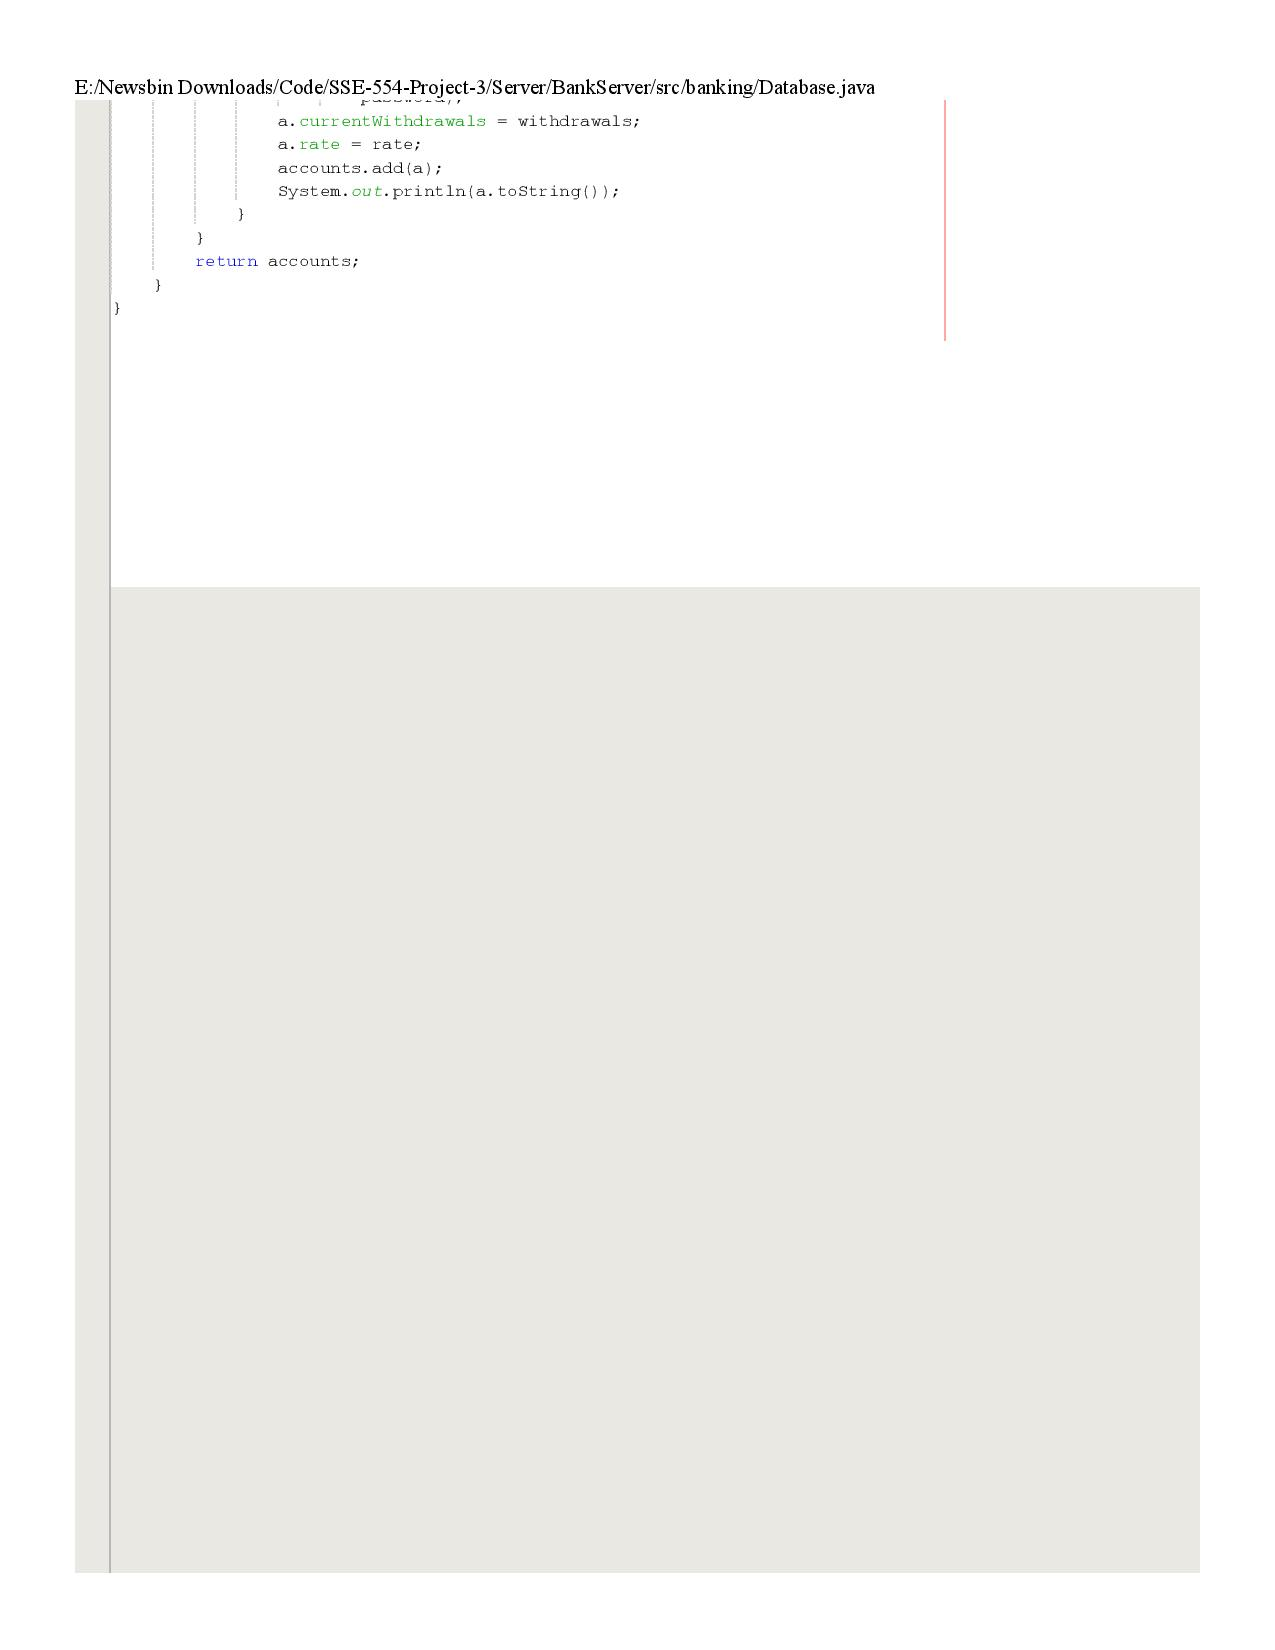 E:/Newsbin Downloads/Code/SSE-554-Project-3/Server/BankServer/src/banking/Database.java
password);
a.currentWithdrawals = withdrawals;
a.rate = rate;
accounts.add(a);
System.out.println(a.toString());
}
}
return accounts;
}
}